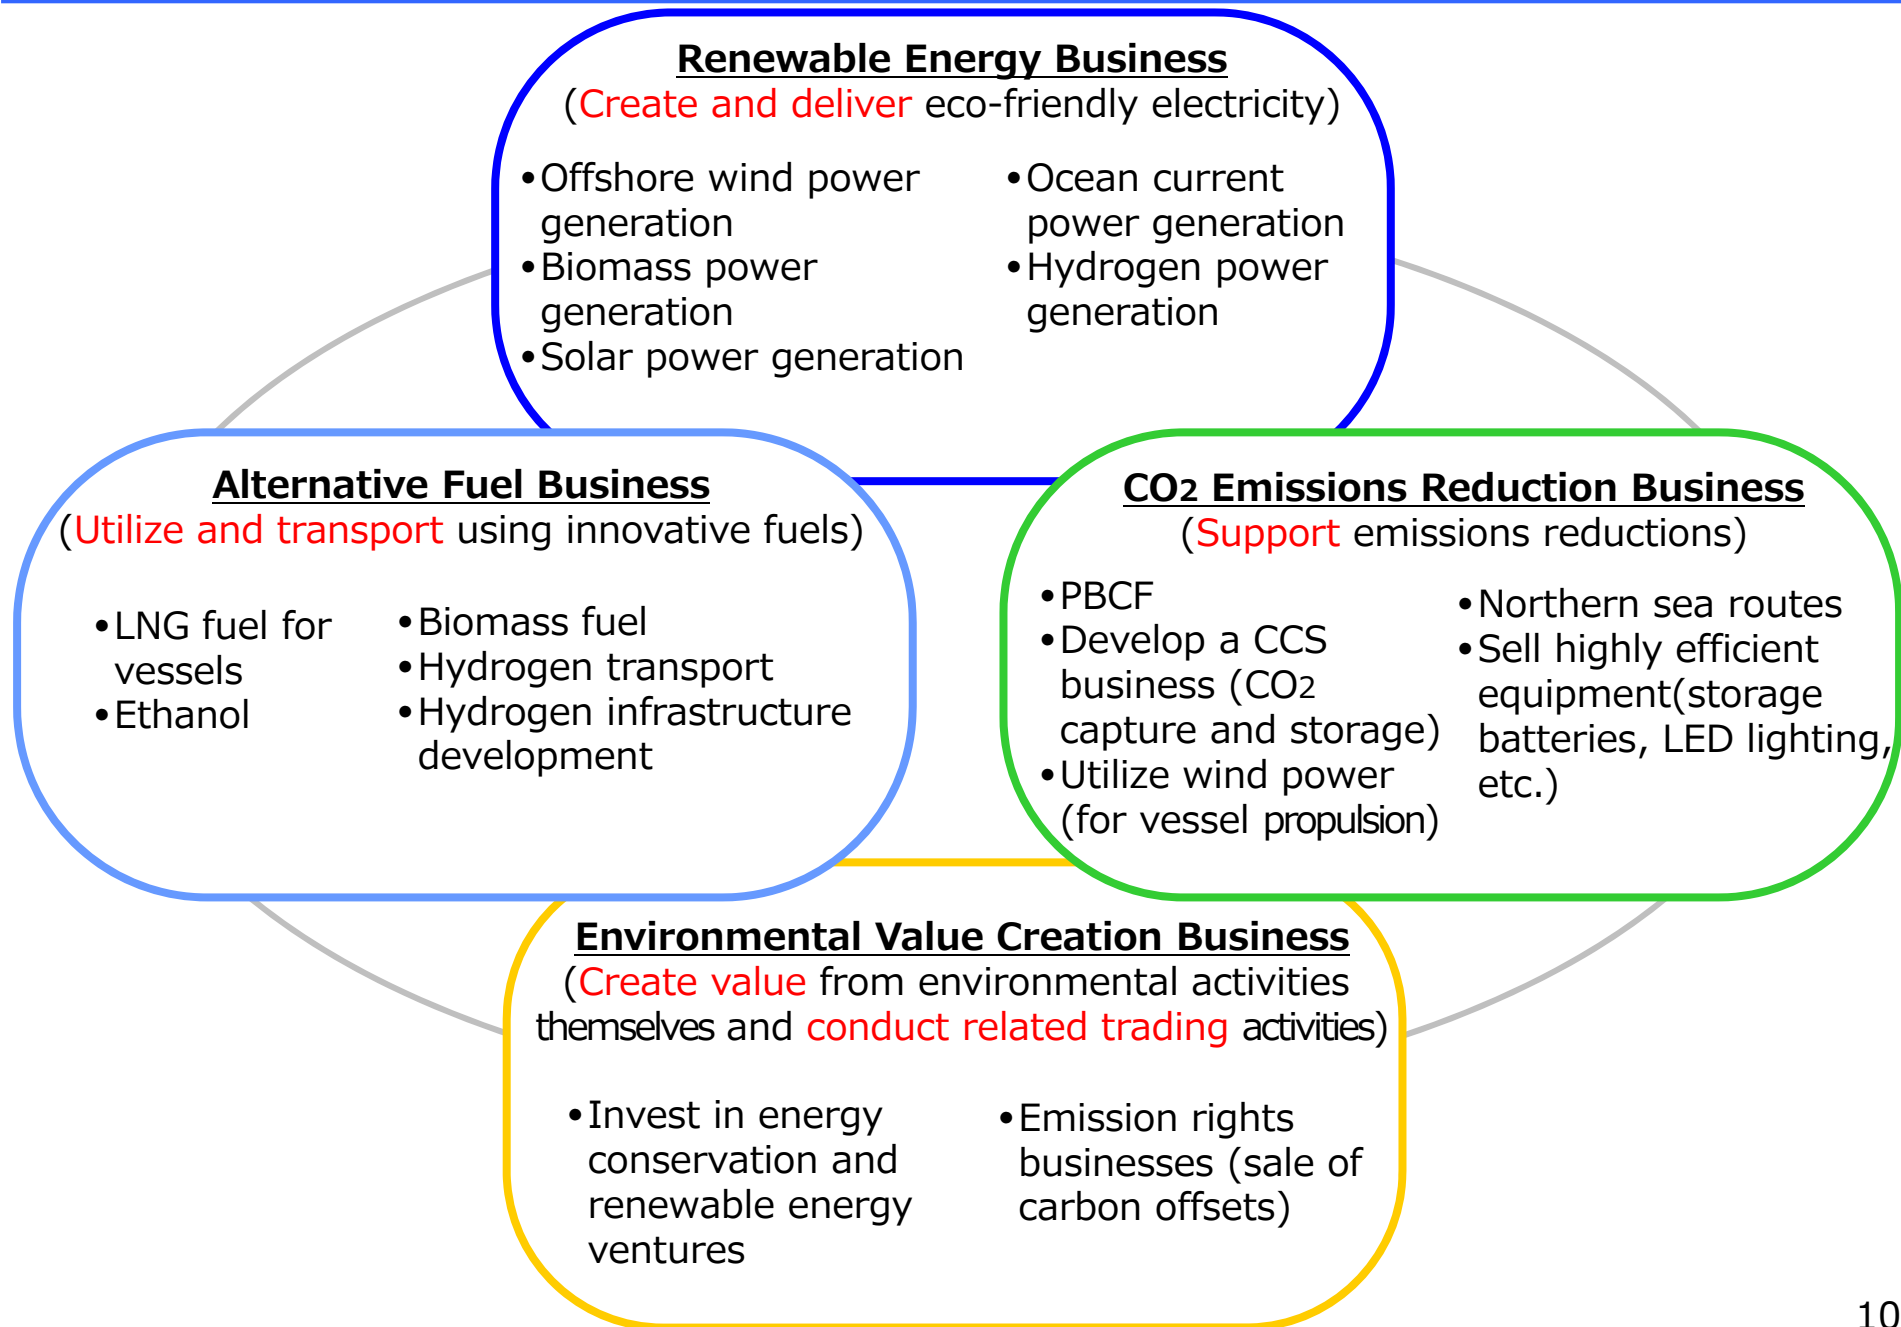 Renewable Energy Business
(Create and deliver eco-friendly electricity)
•Offshore wind power
generation
•Biomass power
generation
•Solar power generation
•Ocean current
power generation
•Hydrogen power
generation
Alternative Fuel Business
(Utilize and transport using innovative fuels)
•LNG fuel for
vessels
•Ethanol
•Biomass fuel
•Hydrogen transport
•Hydrogen infrastructure
development
CO2 Emissions Reduction Business
(Support emissions reductions)
•PBCF
•Develop a CCS
business (CO2
capture and storage)
•Utilize wind power
(for vessel propulsion)
•Northern sea routes
•Sell highly efficient
equipment(storage
batteries, LED lighting,
etc.)
Environmental Value Creation Business
(Create value from environmental activities
themselves and conduct related trading activities)
•Invest in energy
conservation and
renewable energy
ventures
•Emission rights
businesses (sale of
carbon offsets)
10